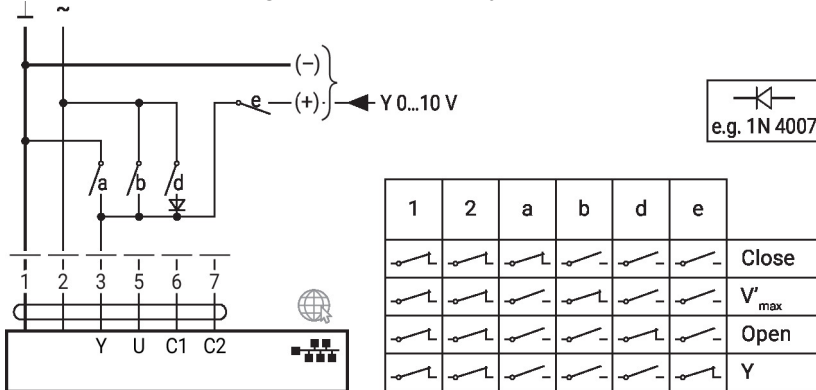 ⊥ ~
(–)
e (+) Y 0...10 V
a b d
e.g. 1N 4007
1 2 3 5 6 7
Y U C1 C2
1 2 a b d e
Close
V'max
Open
Y